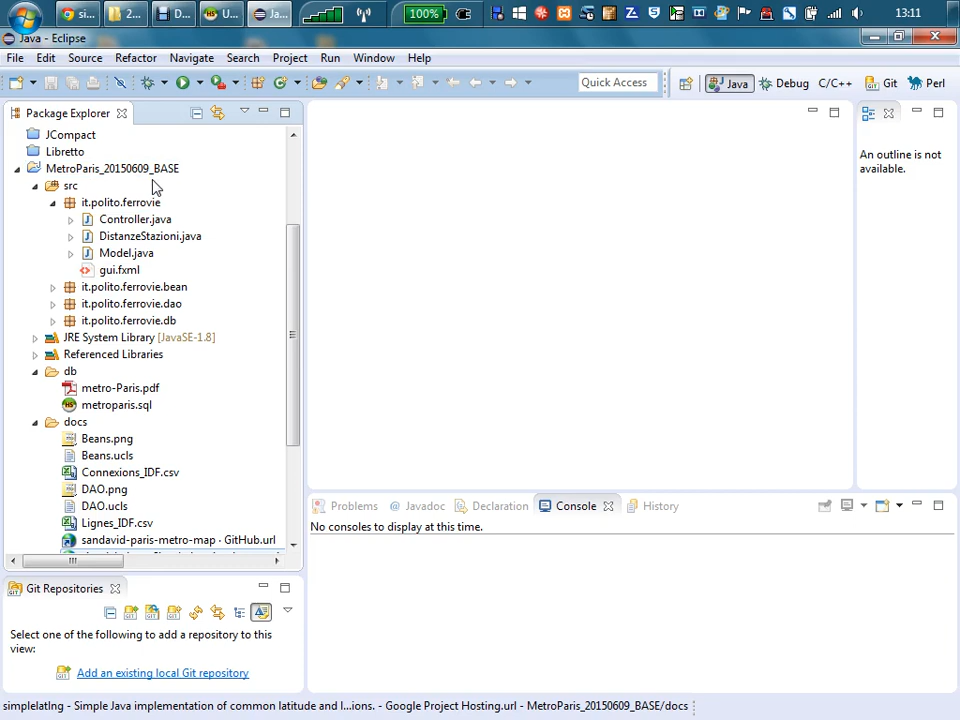 si...
2...
D...
U...
Ja...
100%
13:11
Java - Eclipse
File Edit Source Refactor Navigate Search Project Run Window Help
Quick Access
Java
Debug
C/C++
Git
Perl
Package Explorer
JCompact
Libretto
MetroParis_20150609_BASE
src
it.polito.ferrovie
Controller.java
DistanzeStazioni.java
Model.java
gui.fxml
it.polito.ferrovie.bean
it.polito.ferrovie.dao
it.polito.ferrovie.db
JRE System Library [JavaSE-1.8]
Referenced Libraries
db
metro-Paris.pdf
metroparis.sql
docs
Beans.png
Beans.ucls
Connexions_IDF.csv
DAO.png
DAO.ucls
Lignes_IDF.csv
sandavid-paris-metro-map · GitHub.url
An outline is not
available.
Problems
@ Javadoc
Declaration
Console
History
No consoles to display at this time.
Git Repositories
Select one of the following to add a repository to this
view:
Add an existing local Git repository
simplelatlng - Simple Java implementation of common latitude and l...ions. - Google Project Hosting.url - MetroParis_20150609_BASE/docs